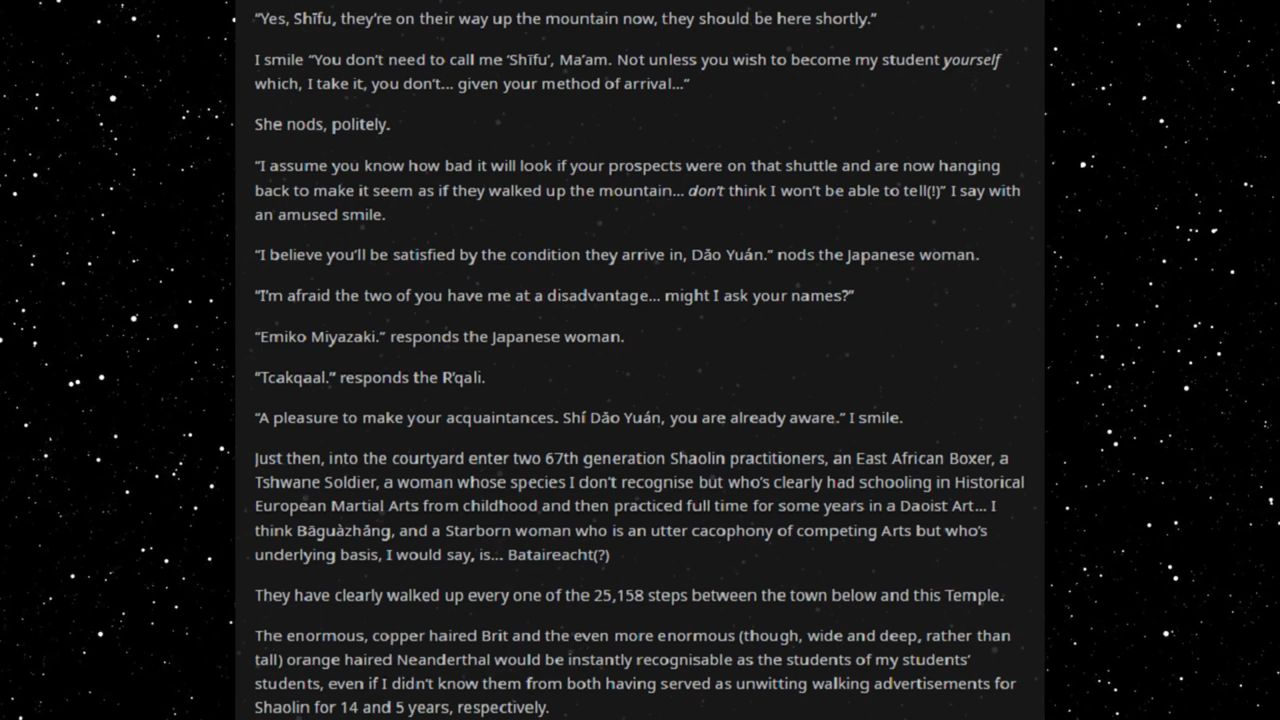 “Yes, Shīfu, they’re on their way up the mountain now, they should be here shortly.”
I smile “You don’t need to call me ‘Shīfu’, Ma’am. Not unless you wish to become my student yourself
which, I take it, you don’t... given your method of arrival...”
She nods, politely.
“I assume you know how bad it will look if your prospects were on that shuttle and are now hanging
back to make it seem as if they walked up the mountain... don’t think I won’t be able to tell(!)” I say with
an amused smile.
“I believe you’ll be satisfied by the condition they arrive in, Dǎo Yuán.” nods the Japanese woman.
“I’m afraid the two of you have me at a disadvantage... might I ask your names?”
“Emiko Miyazaki.” responds the Japanese woman.
“Tcakqaal.” responds the R’qali.
“A pleasure to make your acquaintances. Shí Dǎo Yuán, you are already aware.” I smile.
Just then, into the courtyard enter two 67th generation Shaolin practitioners, an East African Boxer, a
Tshwane Soldier, a woman whose species I don’t recognise but who’s clearly had schooling in Historical
European Martial Arts from childhood and then practiced full time for some years in a Daoist Art... I
think Bāguàzhǎng, and a Starborn woman who is an utter cacophony of competing Arts but who’s
underlying basis, I would say, is... Bataireacht(?)
They have clearly walked up every one of the 25,158 steps between the town below and this Temple.
The enormous, copper haired Brit and the even more enormous (though, wide and deep, rather than
tall) orange haired Neanderthal would be instantly recognisable as the students of my students’
students, even if I didn’t know them from both having served as unwitting walking advertisements for
Shaolin for 14 and 5 years, respectively.